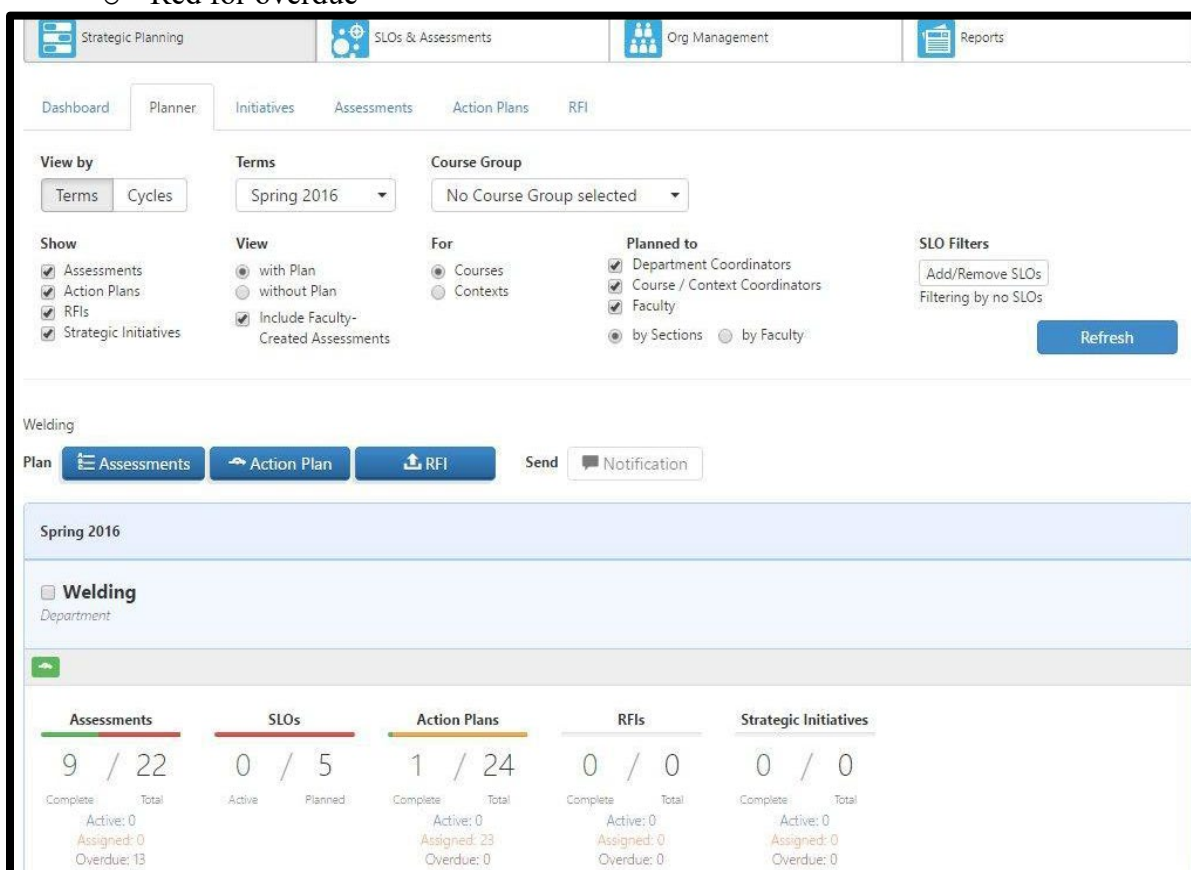 ○ Red for overdue
Strategic Planning SLOs & Assessments Org Management Reports
Dashboard Planner Initiatives Assessments Action Plans RFI
View by Terms Course Group
Terms Cycles Spring 2016 No Course Group selected
Show View For Planned to SLO Filters
Assessments with Plan Courses Department Coordinators Add/Remove SLOs
Action Plans without Plan Contexts Course / Context Coordinators Filtering by no SLOs
RFIs Include Faculty- Faculty
Strategic Initiatives Created Assessments by Sections by Faculty Refresh
Welding
Plan Assessments Action Plan RFI Send Notification
Spring 2016
Welding
Department
Assessments SLOs Action Plans RFIs Strategic Initiatives
9 / 22 0 / 5 1 / 24 0 / 0 0 / 0
Complete Total Active Planned Complete Total Complete Total Complete Total
Active: 0 Active: 0 Active: 0 Active: 0
Assigned: 0 Assigned: 23 Assigned: 0 Assigned: 0
Overdue: 13 Overdue: 0 Overdue: 0 Overdue: 0